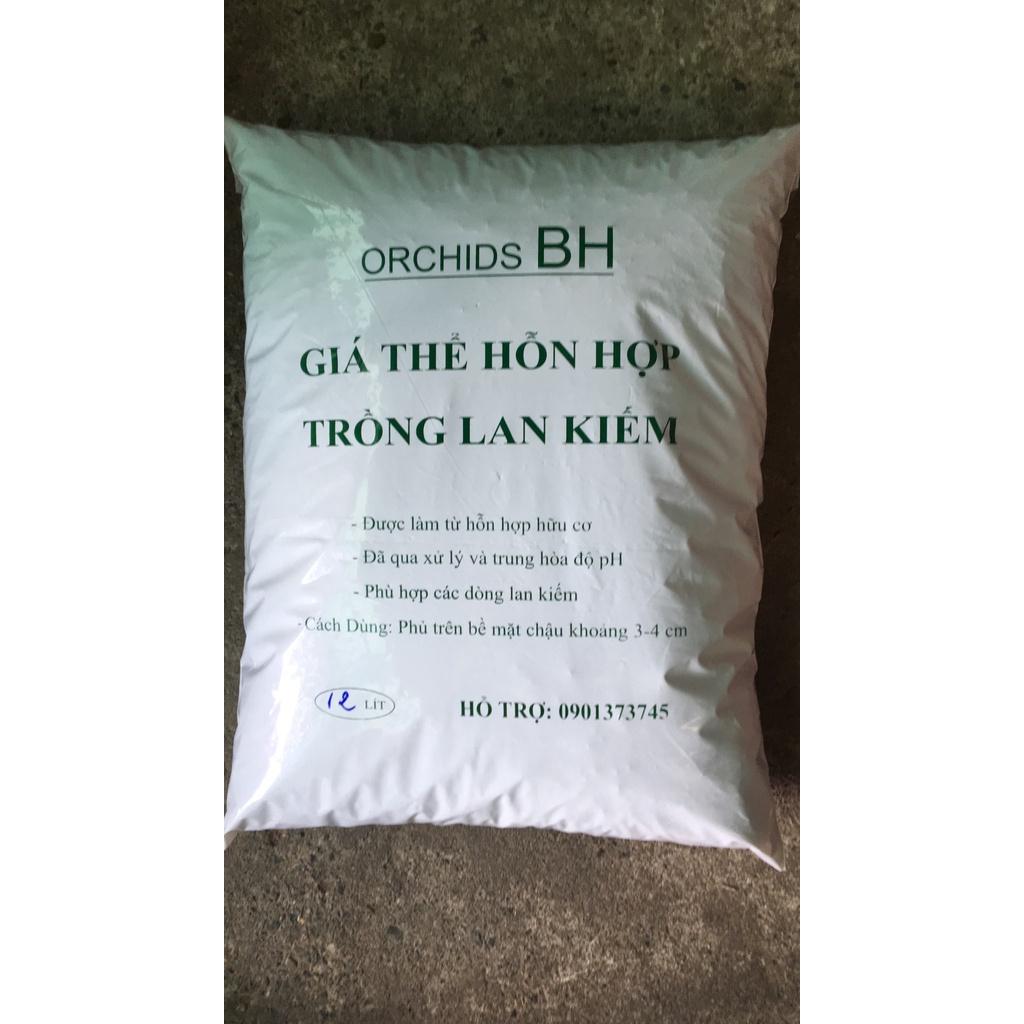 ORCHIDS BH
GIÁ THỂ HỖN HỢP
TRỒNG LAN KIẾM
- Được làm từ hỗn hợp hữu cơ
- Đã qua xử lý và trung hòa độ pH
- Phù hợp các dòng lan kiếm
-Cách Dùng: Phủ trên bề mặt chậu khoảng 3-4 cm
12 LÍT
HỖ TRỢ: 0901373745